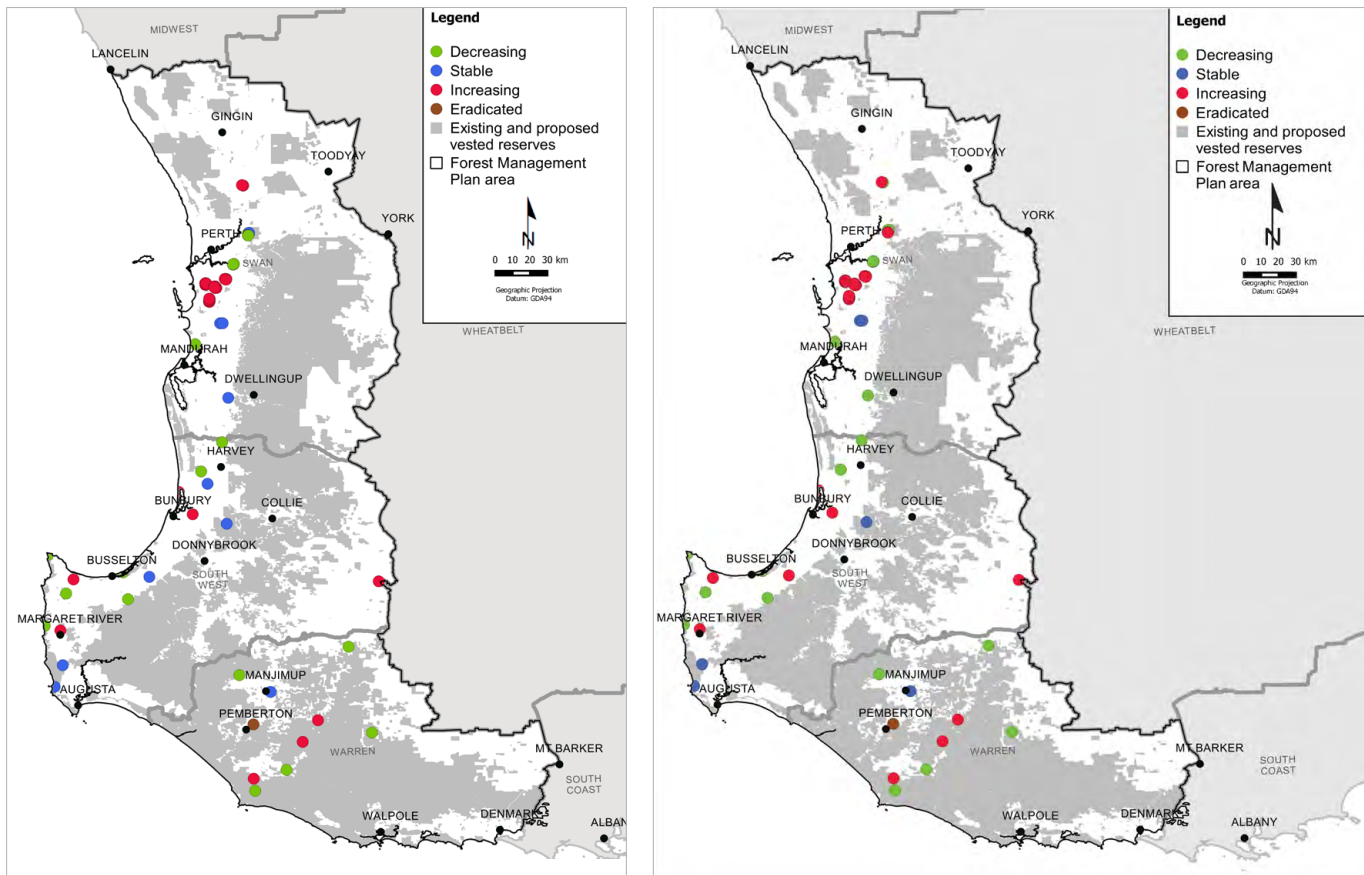 Legend
MIDWEST
LANCELIN
Decreasing
Stable
Increasing
Eradicated
Existing and proposed
vested reserves
Forest Management
Plan area
GINGIN
TOODYAY
N
0 10 20 30 km
Geographic Projection
Datum: GDA94
YORK
PERTH
SWAN
WHEATBELT
MANDURAH
DWELLINGUP
HARVEY
BUNBURY
COLLIE
DONNYBROOK
BUSSELTON
SOUTH
WEST
MARGARET RIVER
MANJIMUP
AUGUSTA
PEMBERTON
WARREN
MT BARKER
SOUTH
COAST
WALPOLE
DENMARK
ALBAN
Legend
MIDWEST
LANCELIN
Decreasing
Stable
Increasing
Eradicated
Existing and proposed
vested reserves
Forest Management
Plan area
GINGIN
TOODYAY
N
0 10 20 30 km
Geographic Projection
Datum: GDA94
YORK
PERTH
SWAN
WHEATBELT
MANDURAH
DWELLINGUP
HARVEY
BUNBURY
COLLIE
DONNYBROOK
BUSSELTON
SOUTH
WEST
MARGARET RIVER
MANJIMUP
AUGUSTA
PEMBERTON
WARREN
MT BARKER
SOUTH
COAST
WALPOLE
DENMARK
ALBANY